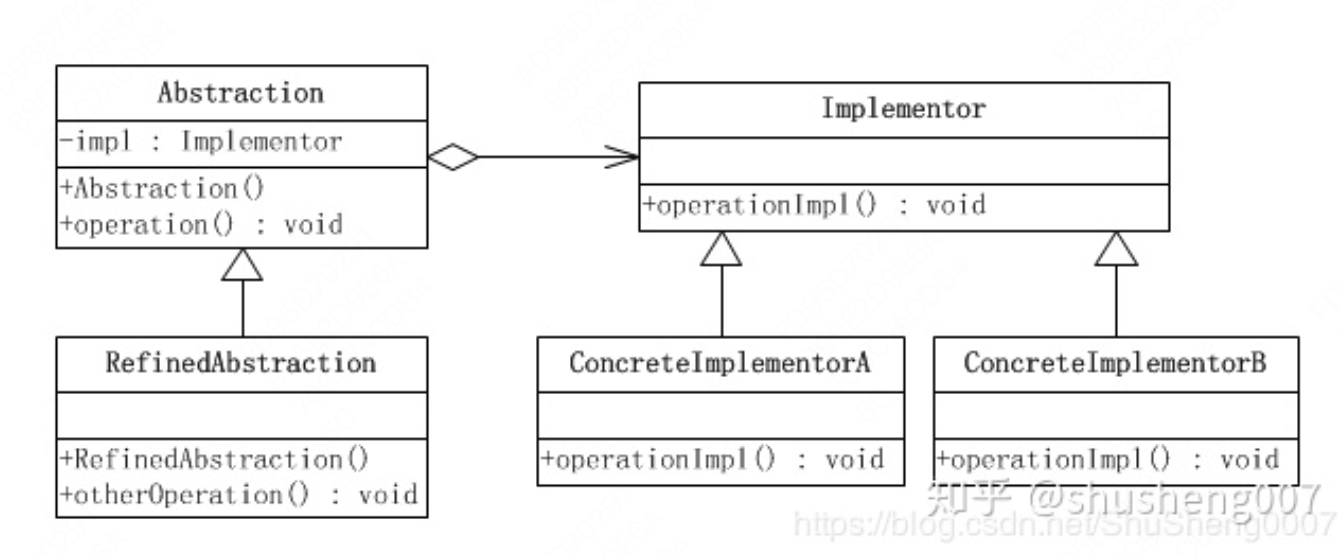 Abstraction
-impl : Implementor
+Abstraction()
+operation() : void
Implementor
+operationImpl() : void
RefinedAbstraction
+RefinedAbstraction()
+otherOperation() : void
ConcreteImplementorA
+operationImpl() : void
ConcreteImplementorB
+operationImpl() : void
知乎 @shusheng007
https://blog.csdn.net/ShuSheng0007